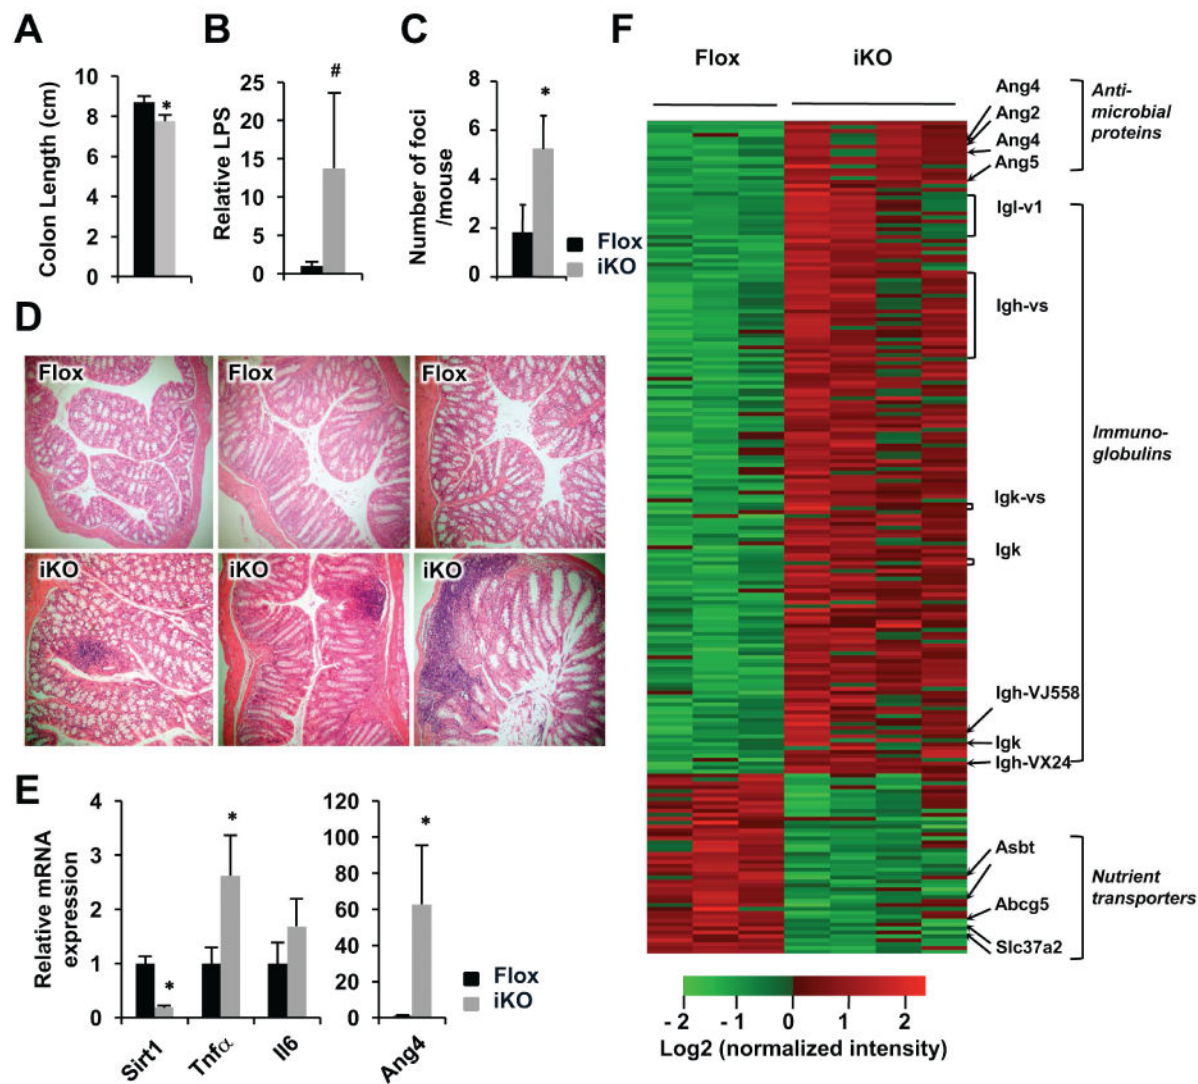 A
Colon Length (cm)
10
8
6
4
2
0
*
B
Relative LPS
25
20
15
10
5
0
#
C
Number of foci
/mouse
8
6
4
2
0
*
Flox
iKO
D
Flox
Flox
Flox
iKO
iKO
iKO
E
Relative mRNA
expression
4
3
2
1
0
*
*
Sirt1
Tnfα
Il6
120
100
80
60
40
20
0
*
Ang4
Flox
iKO
F
Flox
iKO
Ang4
Ang2
Ang4
Ang5
Anti-
microbial
proteins
Igl-v1
Igh-vs
Igk-vs
Igk
Igh-VJ558
Igk
Igh-VX24
Immuno-
globulins
Asbt
Abcg5
Slc37a2
Nutrient
transporters
- 2 - 1 0 1 2
Log2 (normalized intensity)